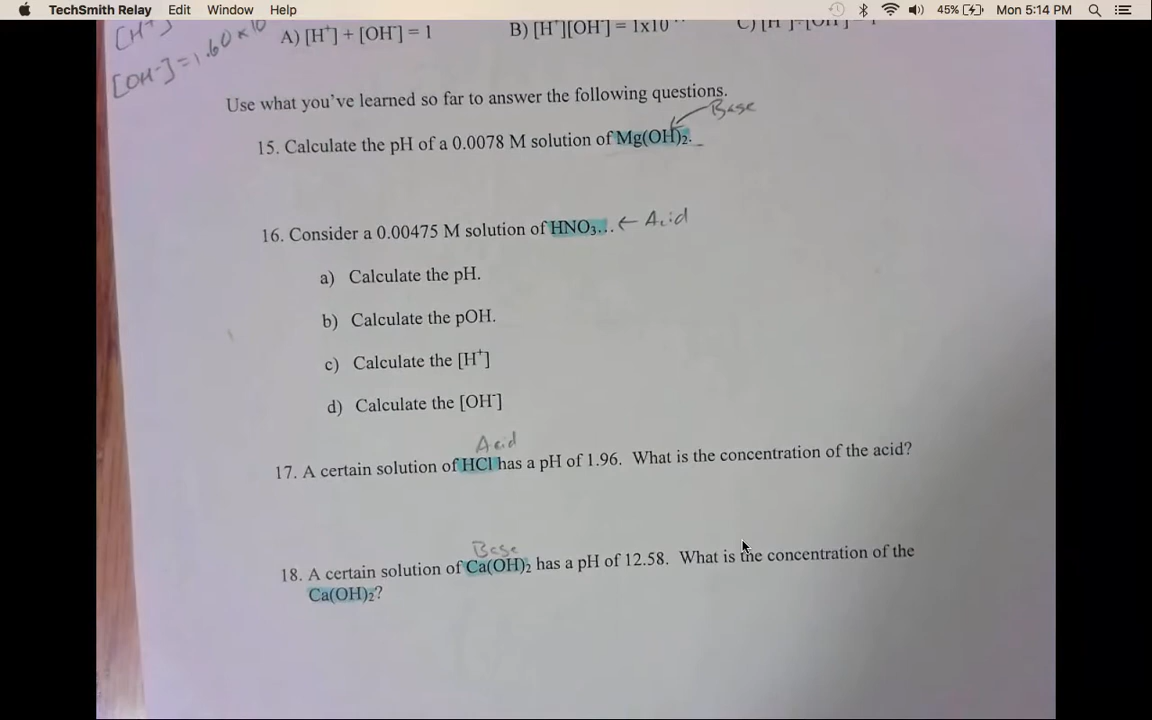 TechSmith Relay Edit Window Help 45% Mon 5:14 PM
[H⁺]
[OH⁻]=1.60×10
A) [H⁺] + [OH⁻] = 1 B) [H⁺][OH⁻] = 1x10
Use what you've learned so far to answer the following questions.
Base
15. Calculate the pH of a 0.0078 M solution of Mg(OH)₂.
16. Consider a 0.00475 M solution of HNO₃... ← Acid
a) Calculate the pH.
b) Calculate the pOH.
c) Calculate the [H⁺]
d) Calculate the [OH⁻]
Acid
17. A certain solution of HCl has a pH of 1.96. What is the concentration of the acid?
Base
18. A certain solution of Ca(OH)₂ has a pH of 12.58. What is the concentration of the
Ca(OH)₂?